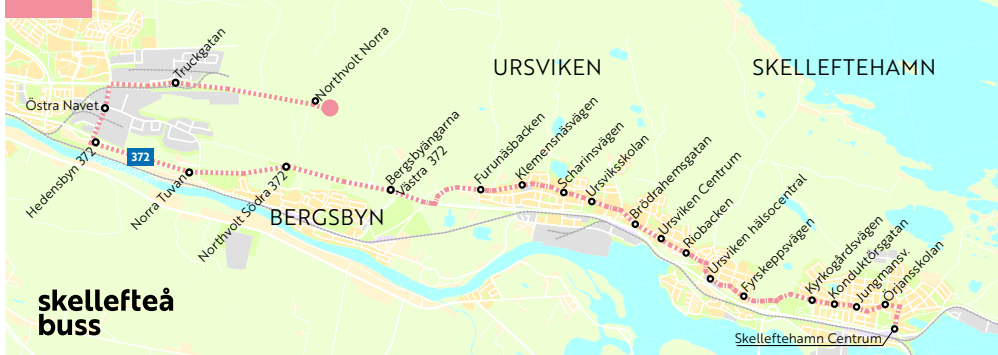 URSVIKEN
SKELLEFTEHAMN
BERGSBYN
Northvolt Norra
Truckgatan
Östra Navet
Hedensbyn 372
372
Norra Tuvan
Northvolt Södra 372
Bergsbyängarna
Västra 372
Furunäsbacken
Klemensnäsvägen
Scharinsvägen
Ursviksskolan
Brödrahemsgatan
Ursviken Centrum
Riobacken
Ursviken hälsocentral
Fyrskeppsvägen
Kyrkogårdsvägen
Konduktörsgatan
Jungmansv.
Örjansskolan
Skelleftehamn Centrum
skellefteå
buss